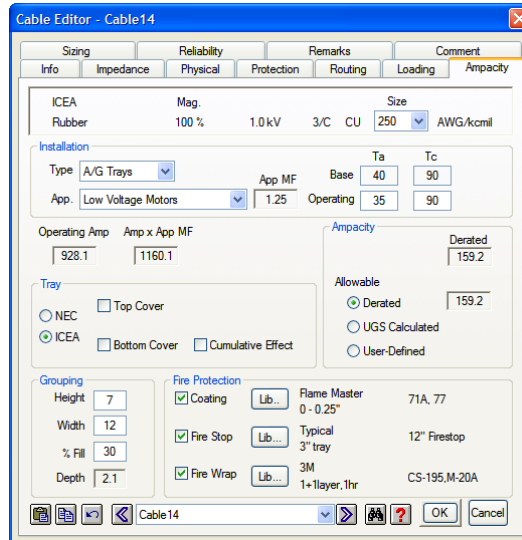 Cable Editor - Cable14
Sizing Reliability Remarks Comment
Info Impedance Physical Protection Routing Loading Ampacity
ICEA Mag. Size
Rubber 100 % 1.0 kV 3/C CU 250 AWG/kcmil
Installation
Ta Tc
Type A/G Trays App MF Base 40 90
App. Low Voltage Motors 1.25 Operating 35 90
Operating Amp Amp x App MF
928.1 1160.1
Ampacity
Derated
159.2
Allowable
Derated 159.2
UGS Calculated
User-Defined
Tray
NEC Top Cover
ICEA Bottom Cover Cumulative Effect
Grouping
Height 7
Width 12
% Fill 30
Depth 2.1
Fire Protection
Coating Lib.. Flame Master 71A, 77
0 - 0.25"
Fire Stop Lib... Typical 12" Firestop
3" tray
Fire Wrap Lib... 3M CS-195,M-20A
1+1layer,1hr
Cable14 ? OK Cancel